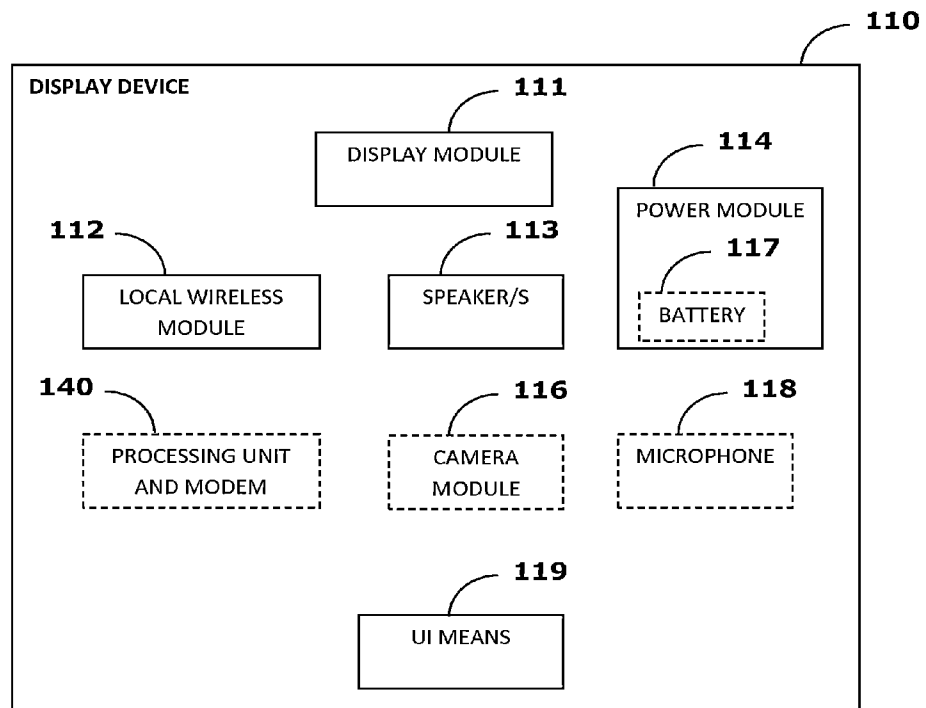 110
DISPLAY DEVICE
111
DISPLAY MODULE
114
POWER MODULE
112
113
117
LOCAL WIRELESS
MODULE
SPEAKER/S
BATTERY
140
116
118
PROCESSING UNIT
AND MODEM
CAMERA
MODULE
MICROPHONE
119
UI MEANS